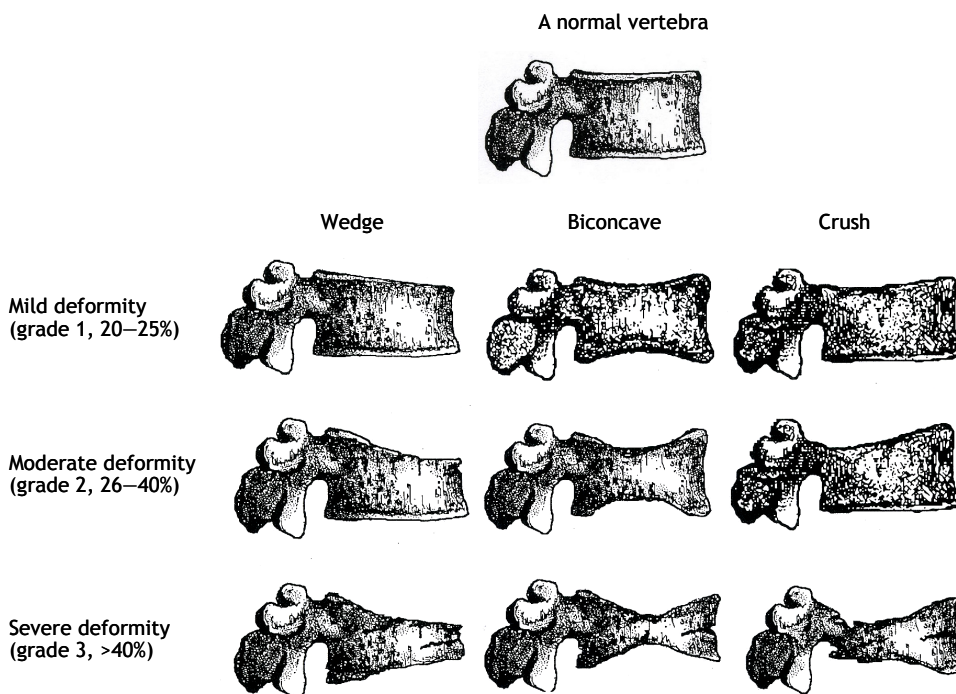 A normal vertebra
Wedge
Biconcave
Crush
Mild deformity
(grade 1, 20–25%)
Moderate deformity
(grade 2, 26–40%)
Severe deformity
(grade 3, >40%)